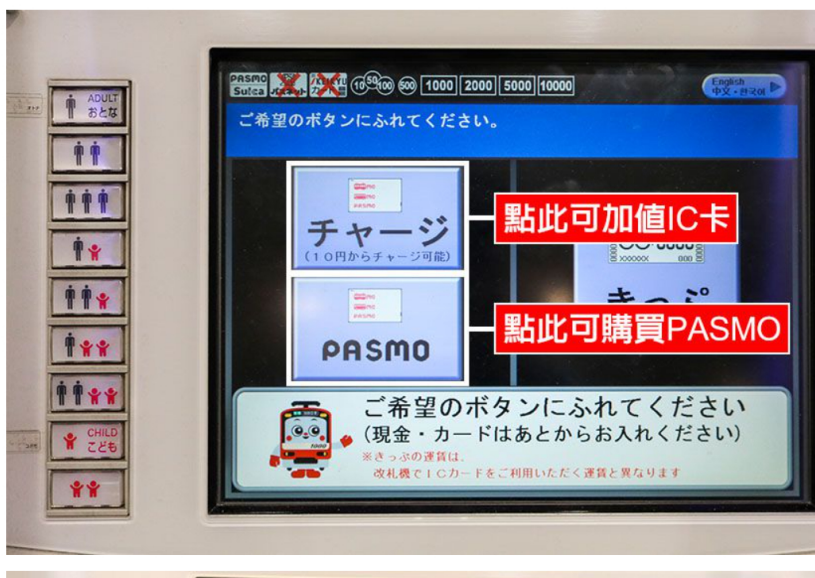 ADULT
おとな
CHILD
こども
PASMO
Suica
10 50 100 500 1000 2000 5000 10000
English
中文・한국어
ご希望のボタンにふれてください。
チャージ
(10円からチャージ可能)
點此可加值IC卡
PASMO
點此可購買PASMO
きっぷ
ご希望のボタンにふれてください
(現金・カードはあとからお入れください)
※きっぷの運賃は、
改札機でICカードをご利用いただく運賃と異なります